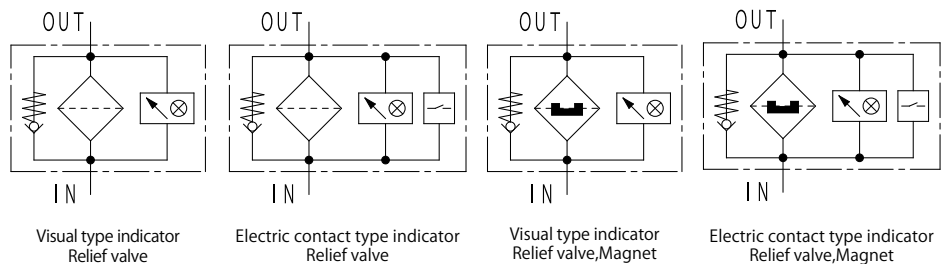 OUT OUT OUT OUT
IN IN IN IN
Visual type indicator
Relief valve
Electric contact type indicator
Relief valve
Visual type indicator
Relief valve,Magnet
Electric contact type indicator
Relief valve,Magnet